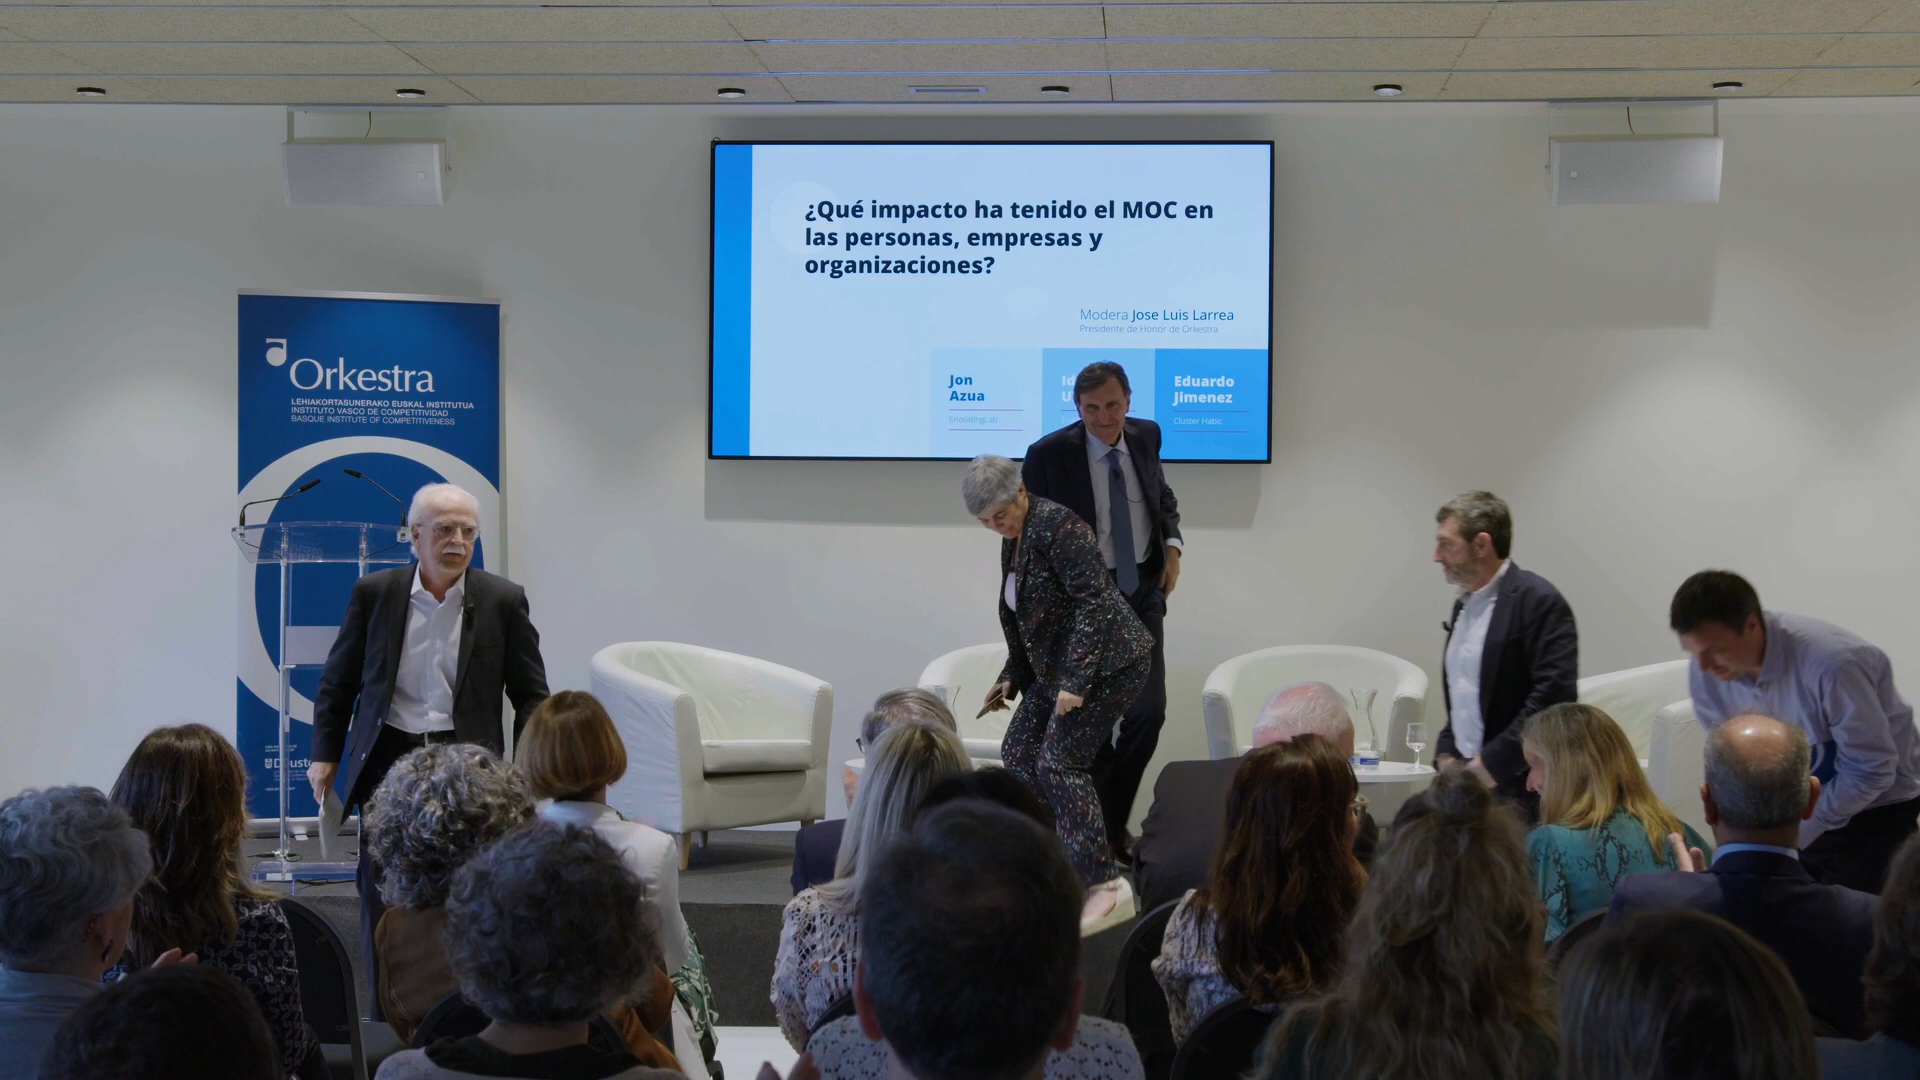 ¿Qué impacto ha tenido el MOC en
las personas, empresas y
organizaciones?
Modera Jose Luis Larrea
Presidente de Honor de Orkestra
Jon
Azua
EnovatingLab
Eduardo
Jimenez
Cluster Habic
Orkestra
LEHIAKORTASUNERAKO EUSKAL INSTITUTUA
INSTITUTO VASCO DE COMPETITIVIDAD
BASQUE INSTITUTE OF COMPETITIVENESS